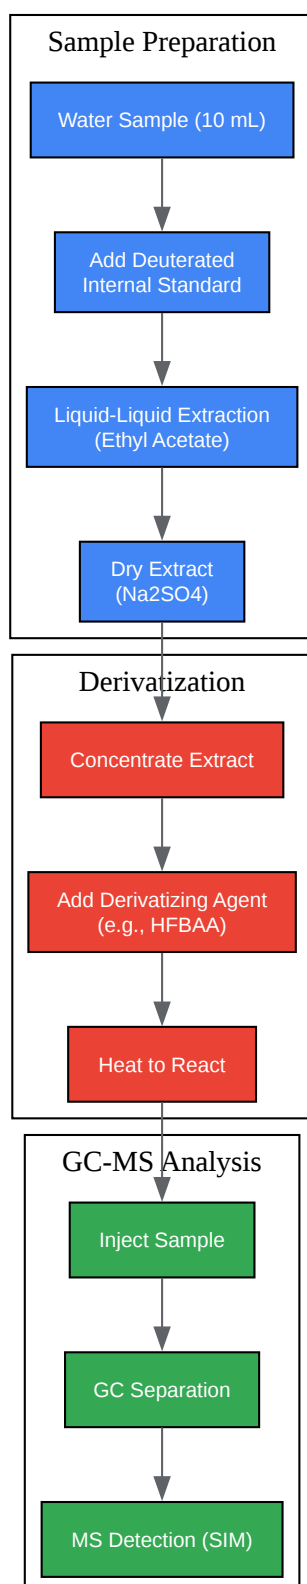 Sample Preparation
Water Sample (10 mL)
Add Deuterated
Internal Standard
Liquid-Liquid Extraction
(Ethyl Acetate)
Dry Extract
(Na2SO4)
Derivatization
Concentrate Extract
Add Derivatizing Agent
(e.g., HFBAA)
Heat to React
GC-MS Analysis
Inject Sample
GC Separation
MS Detection (SIM)